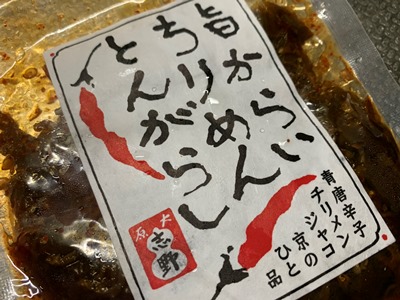 旨からい
ちりめん
とんがらし
青唐辛子
チリメンジャコ
京のひと品
大原
志野